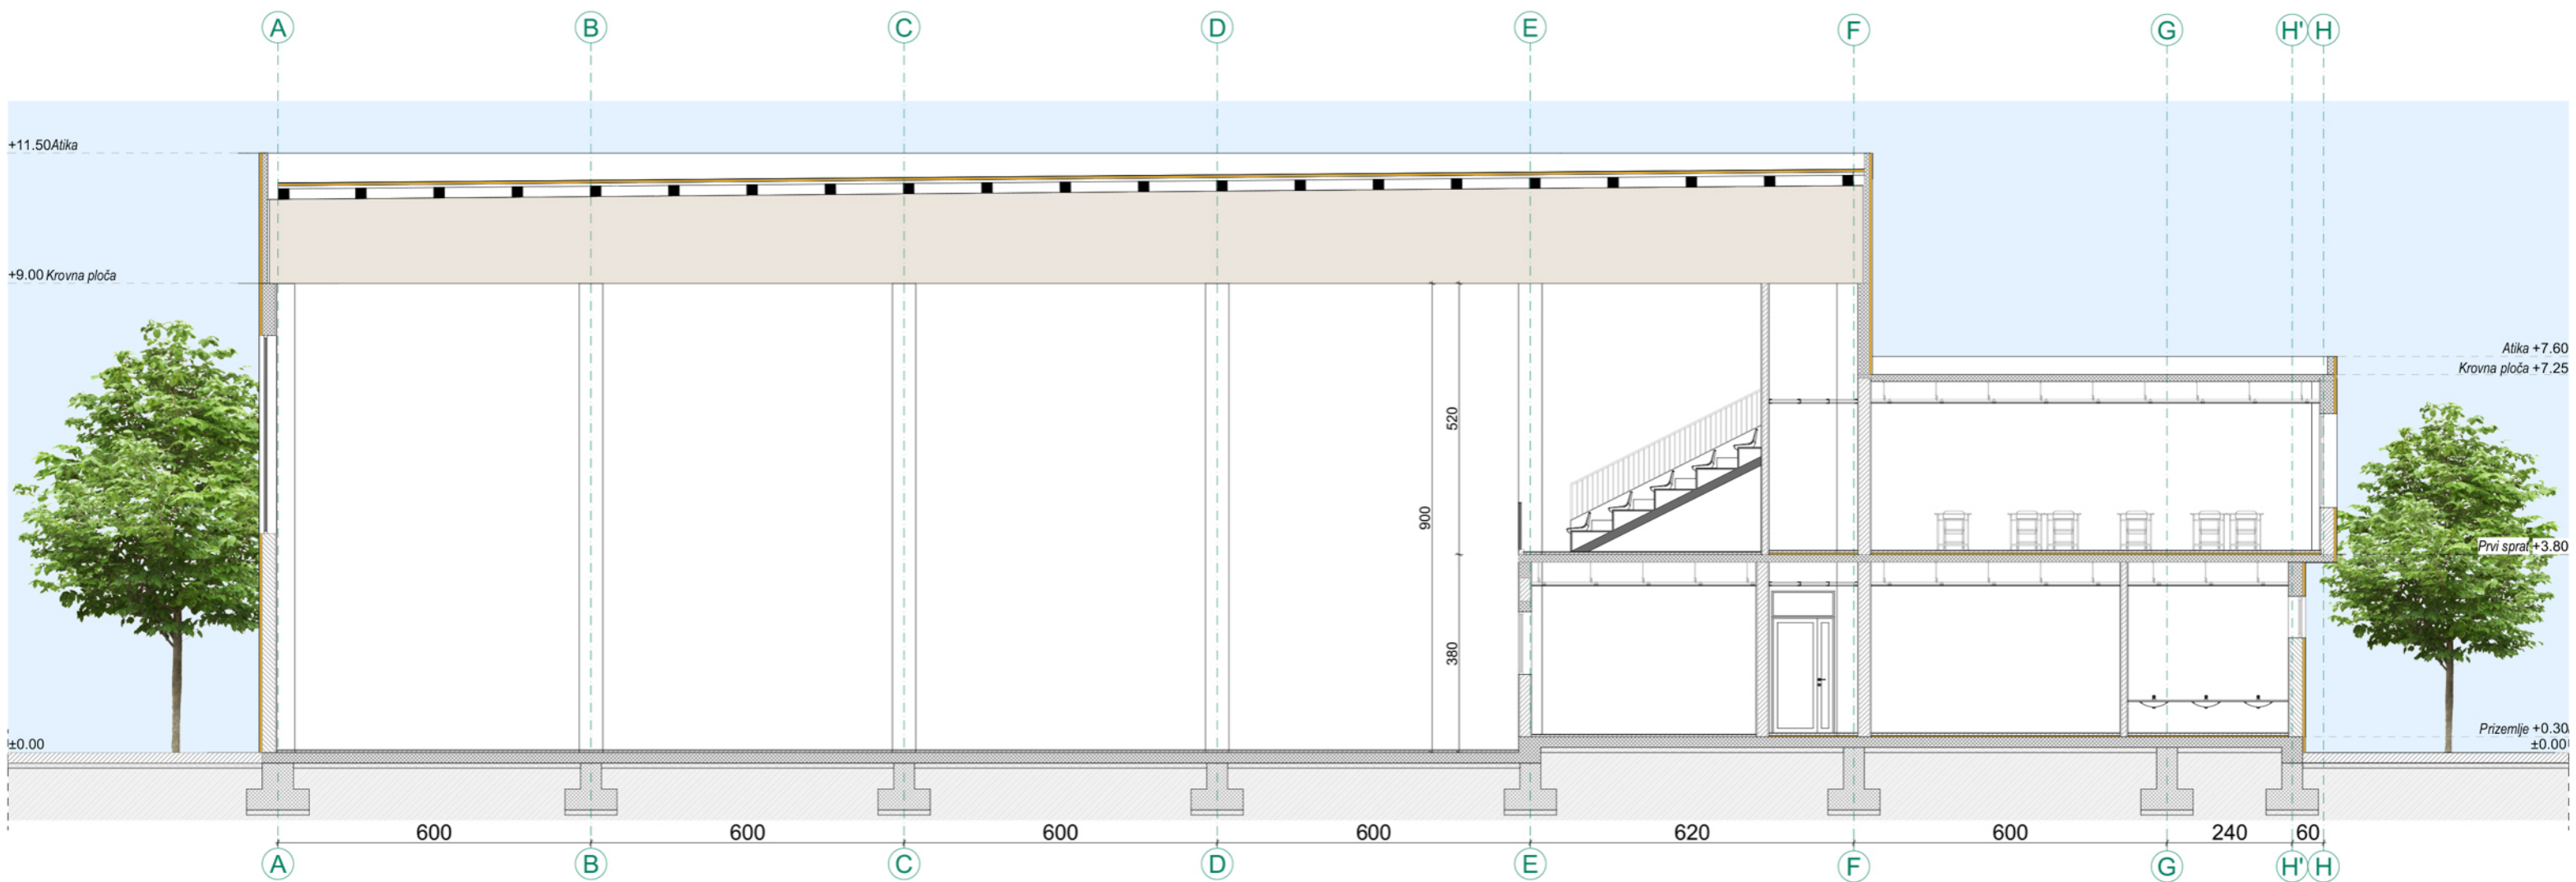 A B C D E F G H' H
+11.50 Atika
+9.00 Krovna ploča
Atika +7.60
Krovna ploča +7.25
520
900
Prvi sprat +3.80
380
±0.00
Prizemlje +0.30
±0.00
600 600 600 600 620 600 240 60
A B C D E F G H' H